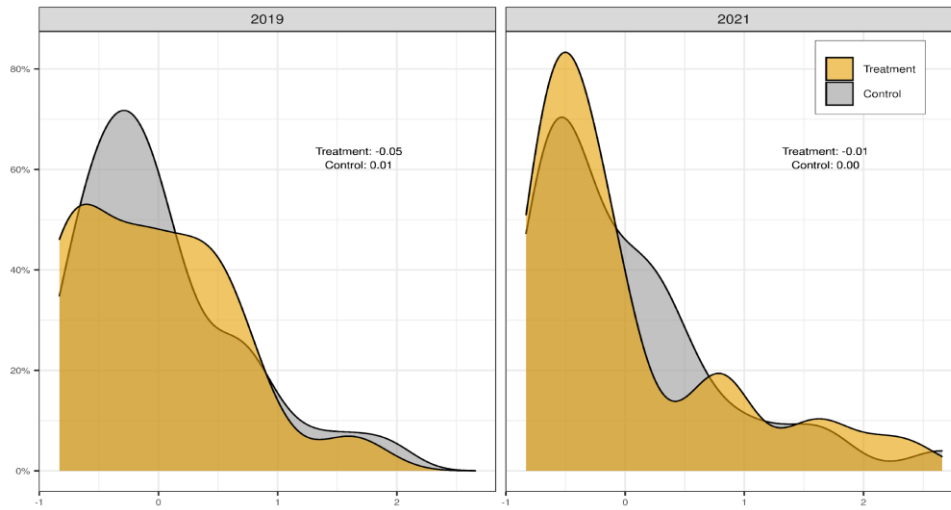 2019
2021
80%
60%
40%
20%
0%
Treatment: -0.05
Control: 0.01
Treatment: -0.01
Control: 0.00
Treatment
Control
-1 0 1 2
-1 0 1 2